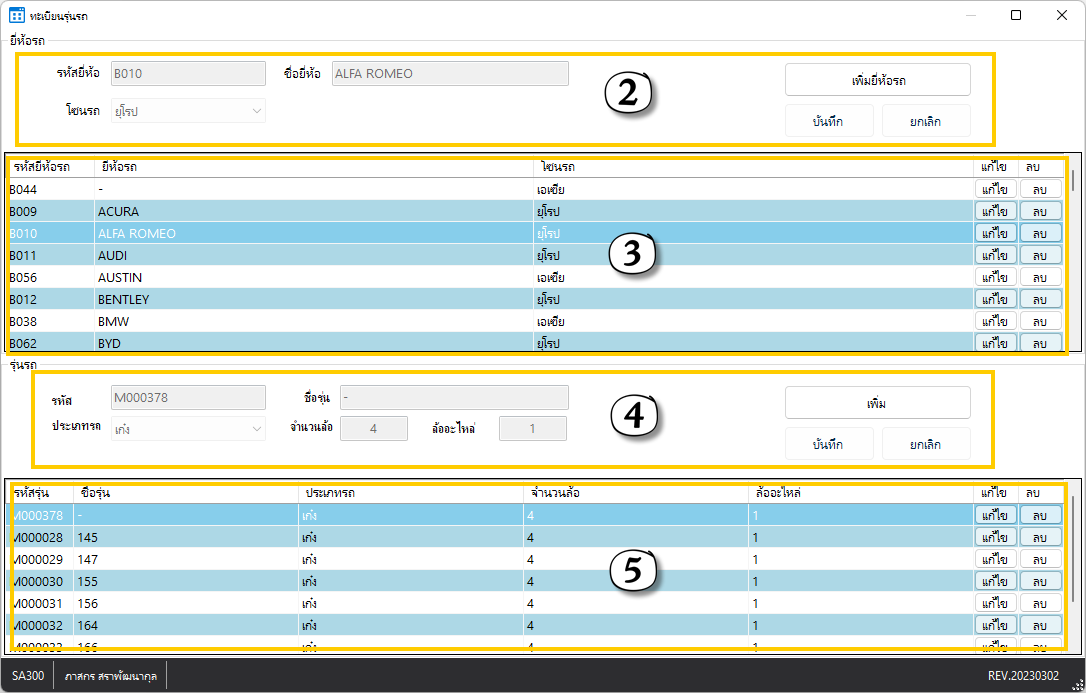 ทะเบียนรุ่นรถ
ยี่ห้อรถ
รหัสยี่ห้อ B010 ชื่อยี่ห้อ ALFA ROMEO 2 เพิ่มยี่ห้อรถ
โซนรถ ยุโรป บันทึก ยกเลิก
รหัสยี่ห้อรถ ยี่ห้อรถ โซนรถ แก้ไข ลบ
B044 - เอเซีย แก้ไข ลบ
B009 ACURA ยุโรป แก้ไข ลบ
B010 ALFA ROMEO ยุโรป แก้ไข ลบ
3
B011 AUDI ยุโรป แก้ไข ลบ
B056 AUSTIN เอเซีย แก้ไข ลบ
B012 BENTLEY ยุโรป แก้ไข ลบ
B038 BMW เอเซีย แก้ไข ลบ
B062 BYD ยุโรป แก้ไข ลบ
รุ่นรถ
รหัส M000378 ชื่อรุ่น - 4 เพิ่ม
ประเภทรถ เก๋ง จำนวนล้อ 4 ล้ออะไหล่ 1 บันทึก ยกเลิก
รหัสรุ่น ชื่อรุ่น ประเภทรถ จำนวนล้อ ล้ออะไหล่ แก้ไข ลบ
M000378 - เก๋ง 4 1 แก้ไข ลบ
M000028 145 เก๋ง 4 1 แก้ไข ลบ
M000029 147 เก๋ง 4 1 แก้ไข ลบ
5
M000030 155 เก๋ง 4 1 แก้ไข ลบ
M000031 156 เก๋ง 4 1 แก้ไข ลบ
M000032 164 เก๋ง 4 1 แก้ไข ลบ
M000033 166 เก๋ง 4 1 แก้ไข ลบ
SA300 ภาสกร สราพัฒนากุล REV.20230302